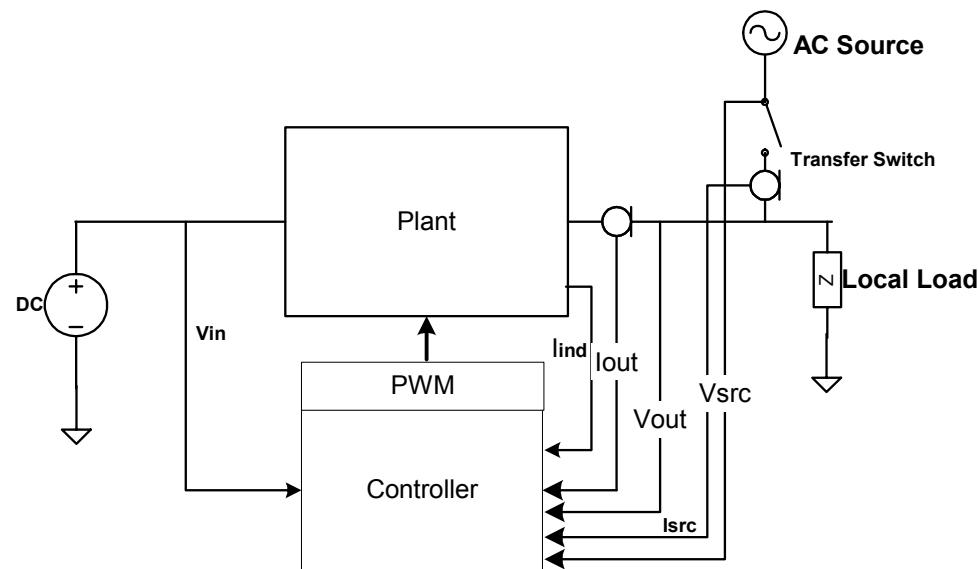 AC Source
Transfer Switch
Plant
DC
Local Load
Z
Vin
Iind
Iout
PWM
Vsrc
Vout
Controller
Isrc